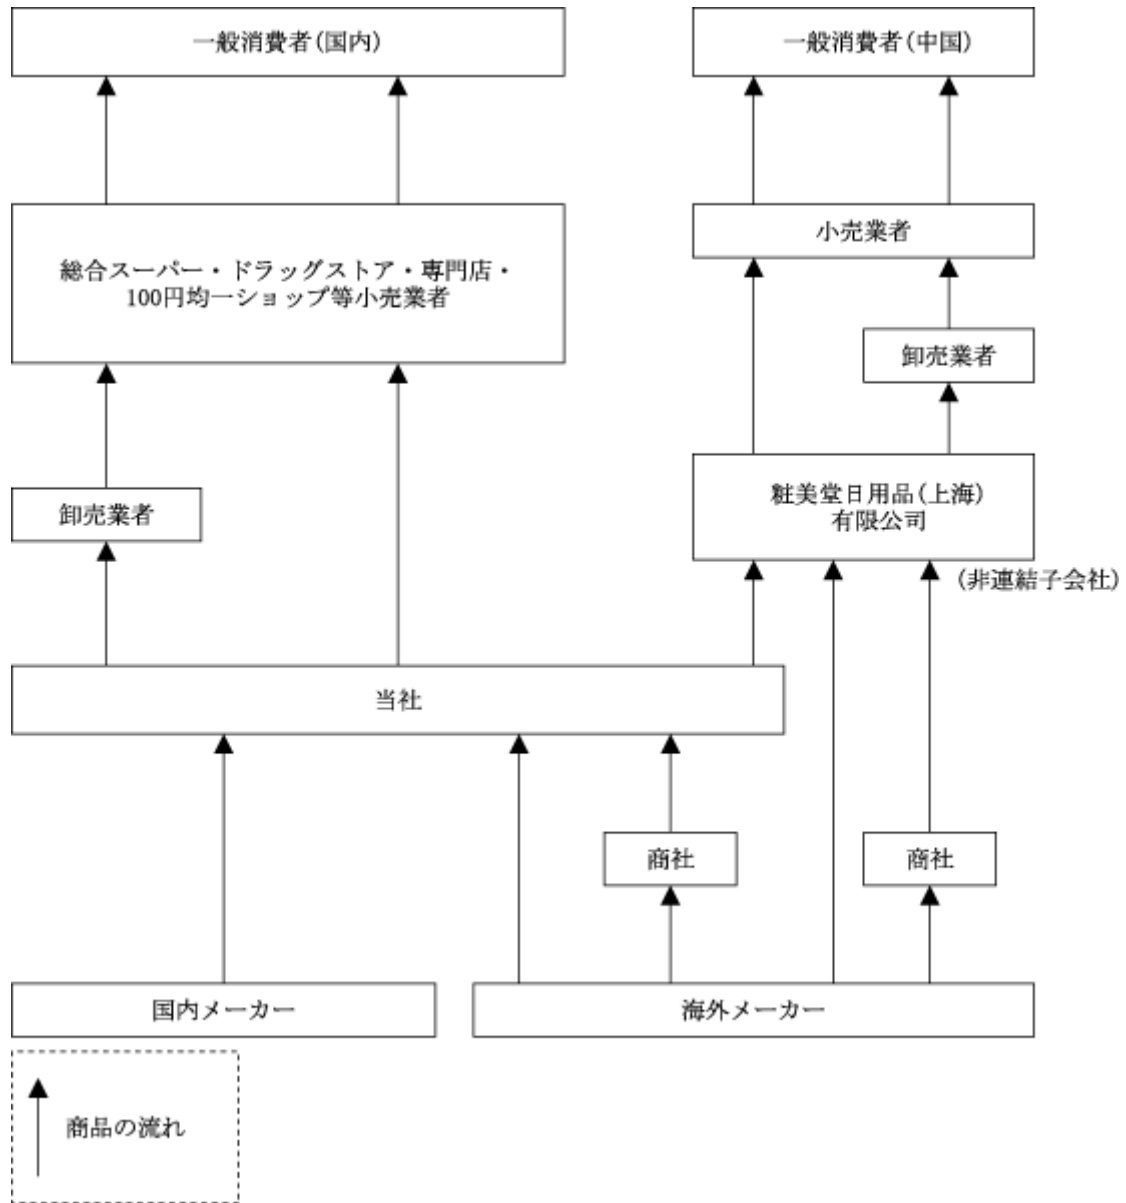 一般消費者(国内)
一般消費者(中国)
小売業者
総合スーパー・ドラッグストア・専門店・
100円均一ショップ等小売業者
卸売業者
粧美堂日用品(上海)
有限公司
卸売業者
(非連結子会社)
当社
商社
商社
国内メーカー
海外メーカー
商品の流れ